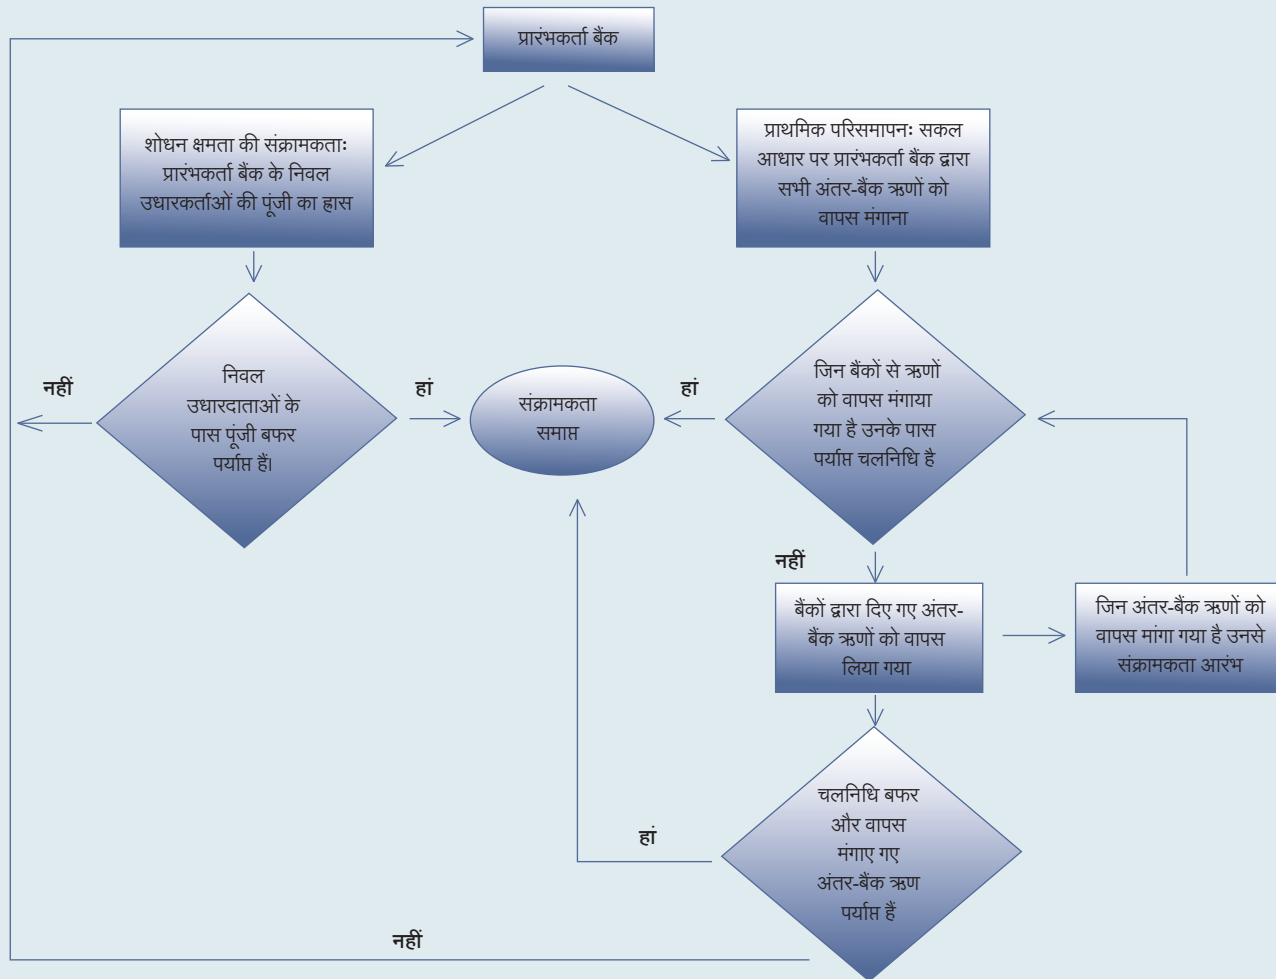 प्रारंभकर्ता बैंक
शोधन क्षमता की संक्रामकता:
प्रारंभकर्ता बैंक के निवल
उधारकर्ताओं की पूंजी का ह्रास
प्राथमिक परिसमापन: सकल
आधार पर प्रारंभकर्ता बैंक द्वारा
सभी अंतर-बैंक ऋणों को
वापस मंगाना
नहीं
निवल
उधारदाताओं के
पास पूंजी बफर
पर्याप्त हैं।
हां
संक्रामकता
समाप्त
हां
जिन बैंकों से ऋणों
को वापस मंगाया
गया है उनके पास
पर्याप्त चलनिधि है
नहीं
बैंकों द्वारा दिए गए अंतर-
बैंक ऋणों को वापस
लिया गया
जिन अंतर-बैंक ऋणों को
वापस मांगा गया है उनसे
संक्रामकता आरंभ
हां
चलनिधि बफर
और वापस
मंगाए गए
अंतर-बैंक ऋण
पर्याप्त हैं
नहीं